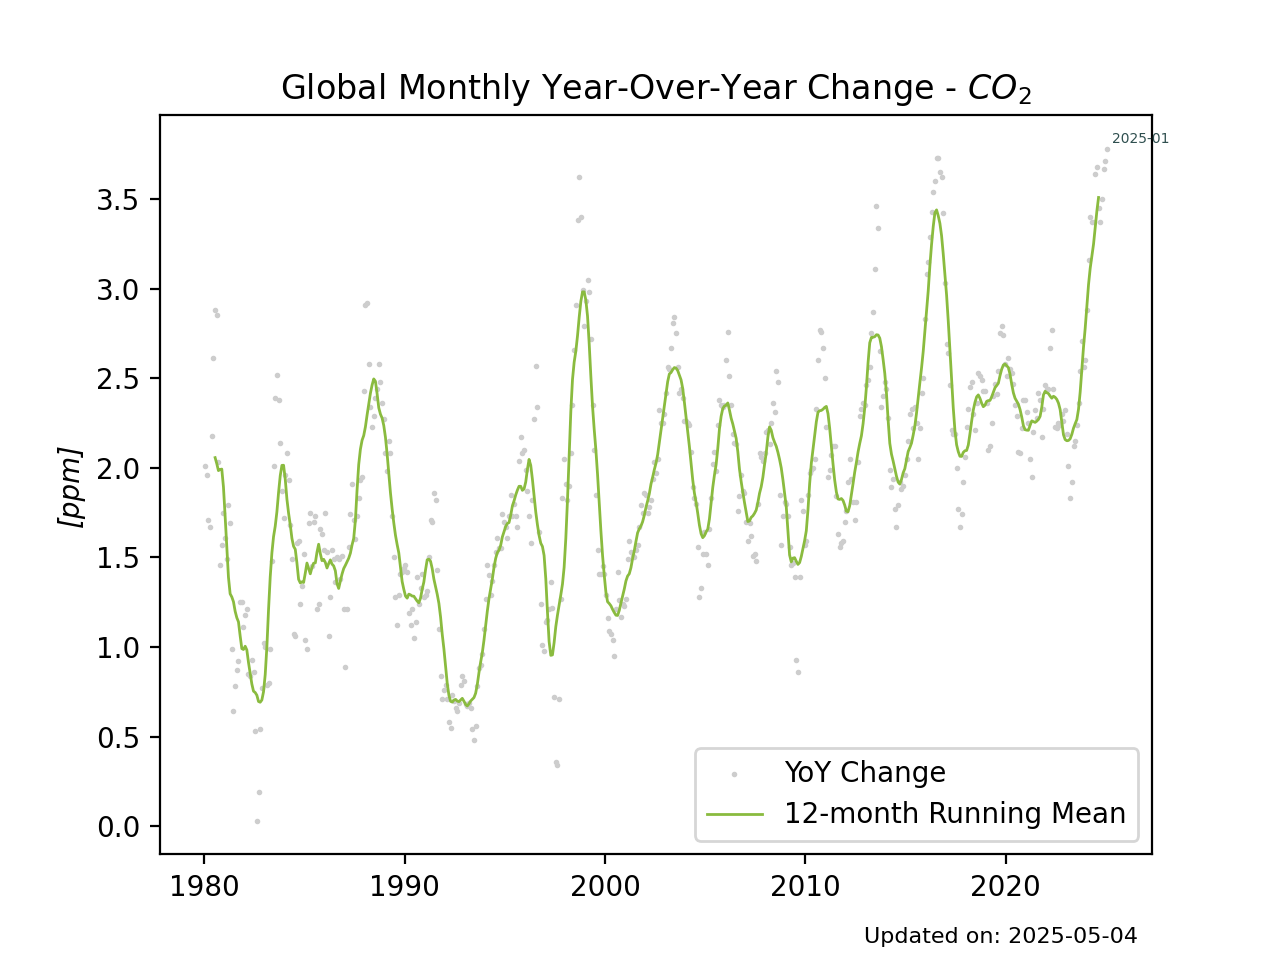 Global Monthly Year-Over-Year Change - CO₂
2025-01
3.5
3.0
2.5
2.0
1.5
1.0
0.5
0.0
[ppm]
YoY Change
12-month Running Mean
1980 1990 2000 2010 2020
Updated on: 2025-05-04